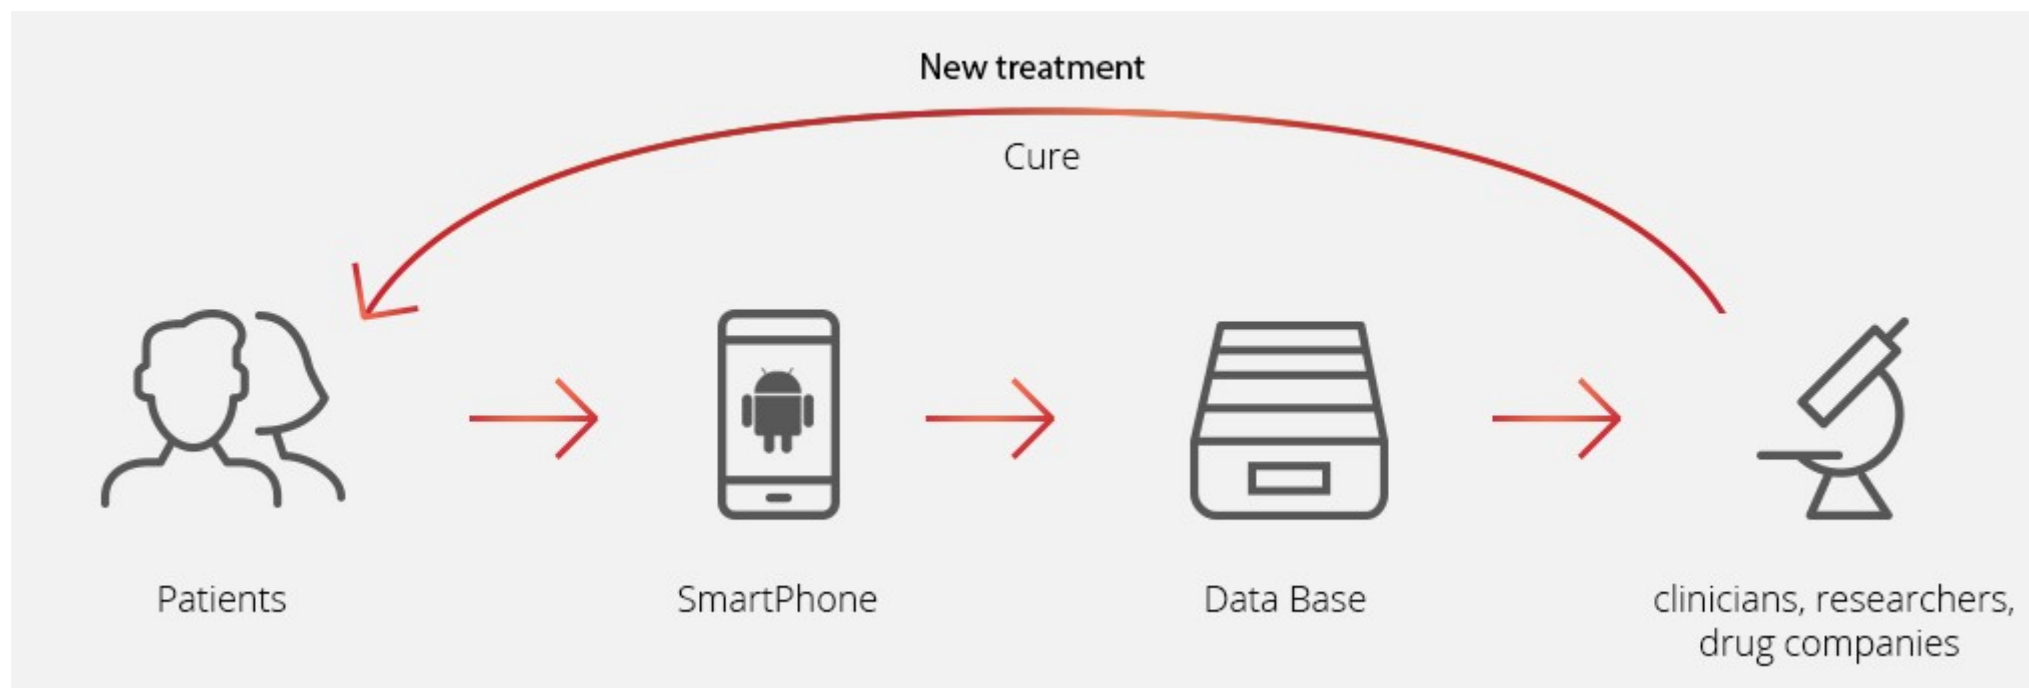 New treatment
Cure
Patients
SmartPhone
Data Base
clinicians, researchers,
drug companies